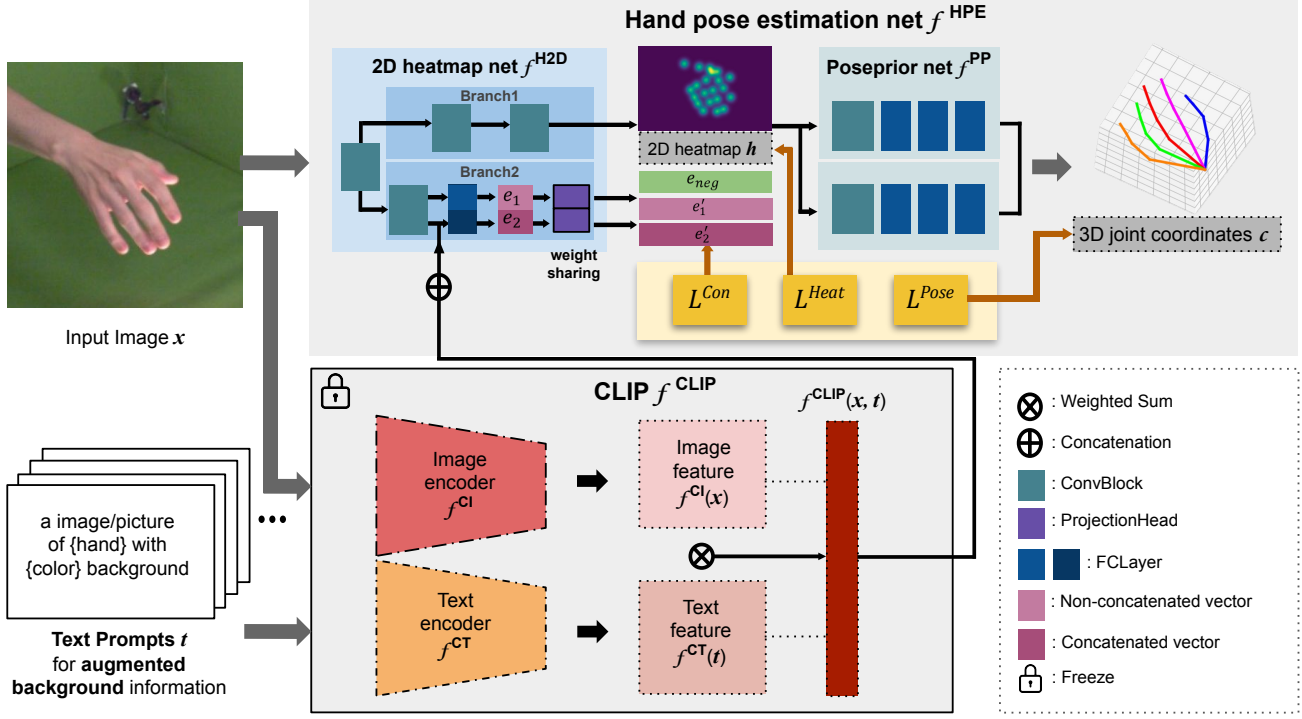 Hand pose estimation net f HPE
2D heatmap net f H2D
Branch1
Branch2
e1
e2
weight
sharing
2D heatmap h
eneg
e′1
e′2
Poseprior net f PP
3D joint coordinates c
L Con
L Heat
L Pose
Input Image x
a image/picture
of {hand} with
{color} background
•••
Text Prompts t
for augmented
background information
CLIP f CLIP
Image
encoder
f CI
Text
encoder
f CT
Image
feature
f CI(x)
Text
feature
f CT(t)
f CLIP(x, t)
: Weighted Sum
: Concatenation
: ConvBlock
: ProjectionHead
: FCLayer
: Non-concatenated vector
: Concatenated vector
: Freeze